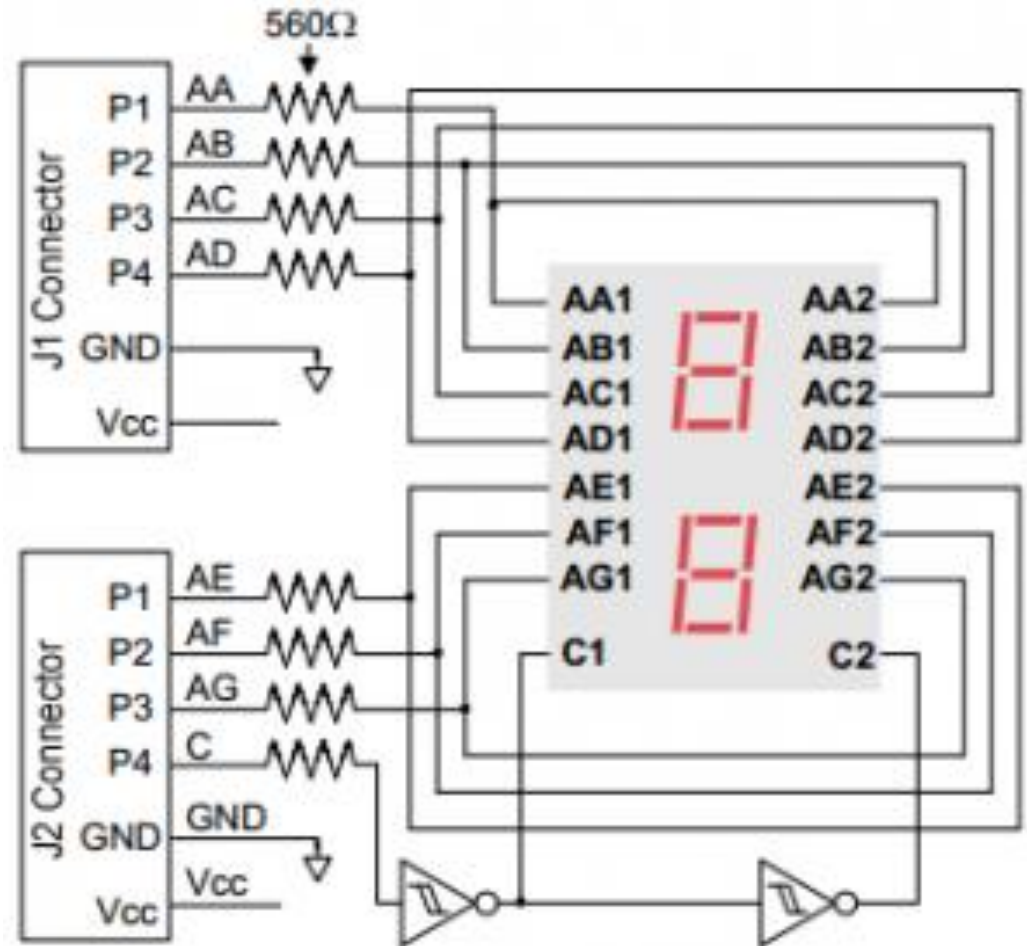 560Ω
J1 Connector
P1 AA
P2 AB
P3 AC
P4 AD
GND
Vcc
AA1 AA2
AB1 AB2
AC1 AC2
AD1 AD2
AE1 AE2
AF1 AF2
AG1 AG2
C1 C2
J2 Connector
P1 AE
P2 AF
P3 AG
P4 C
GND GND
Vcc Vcc